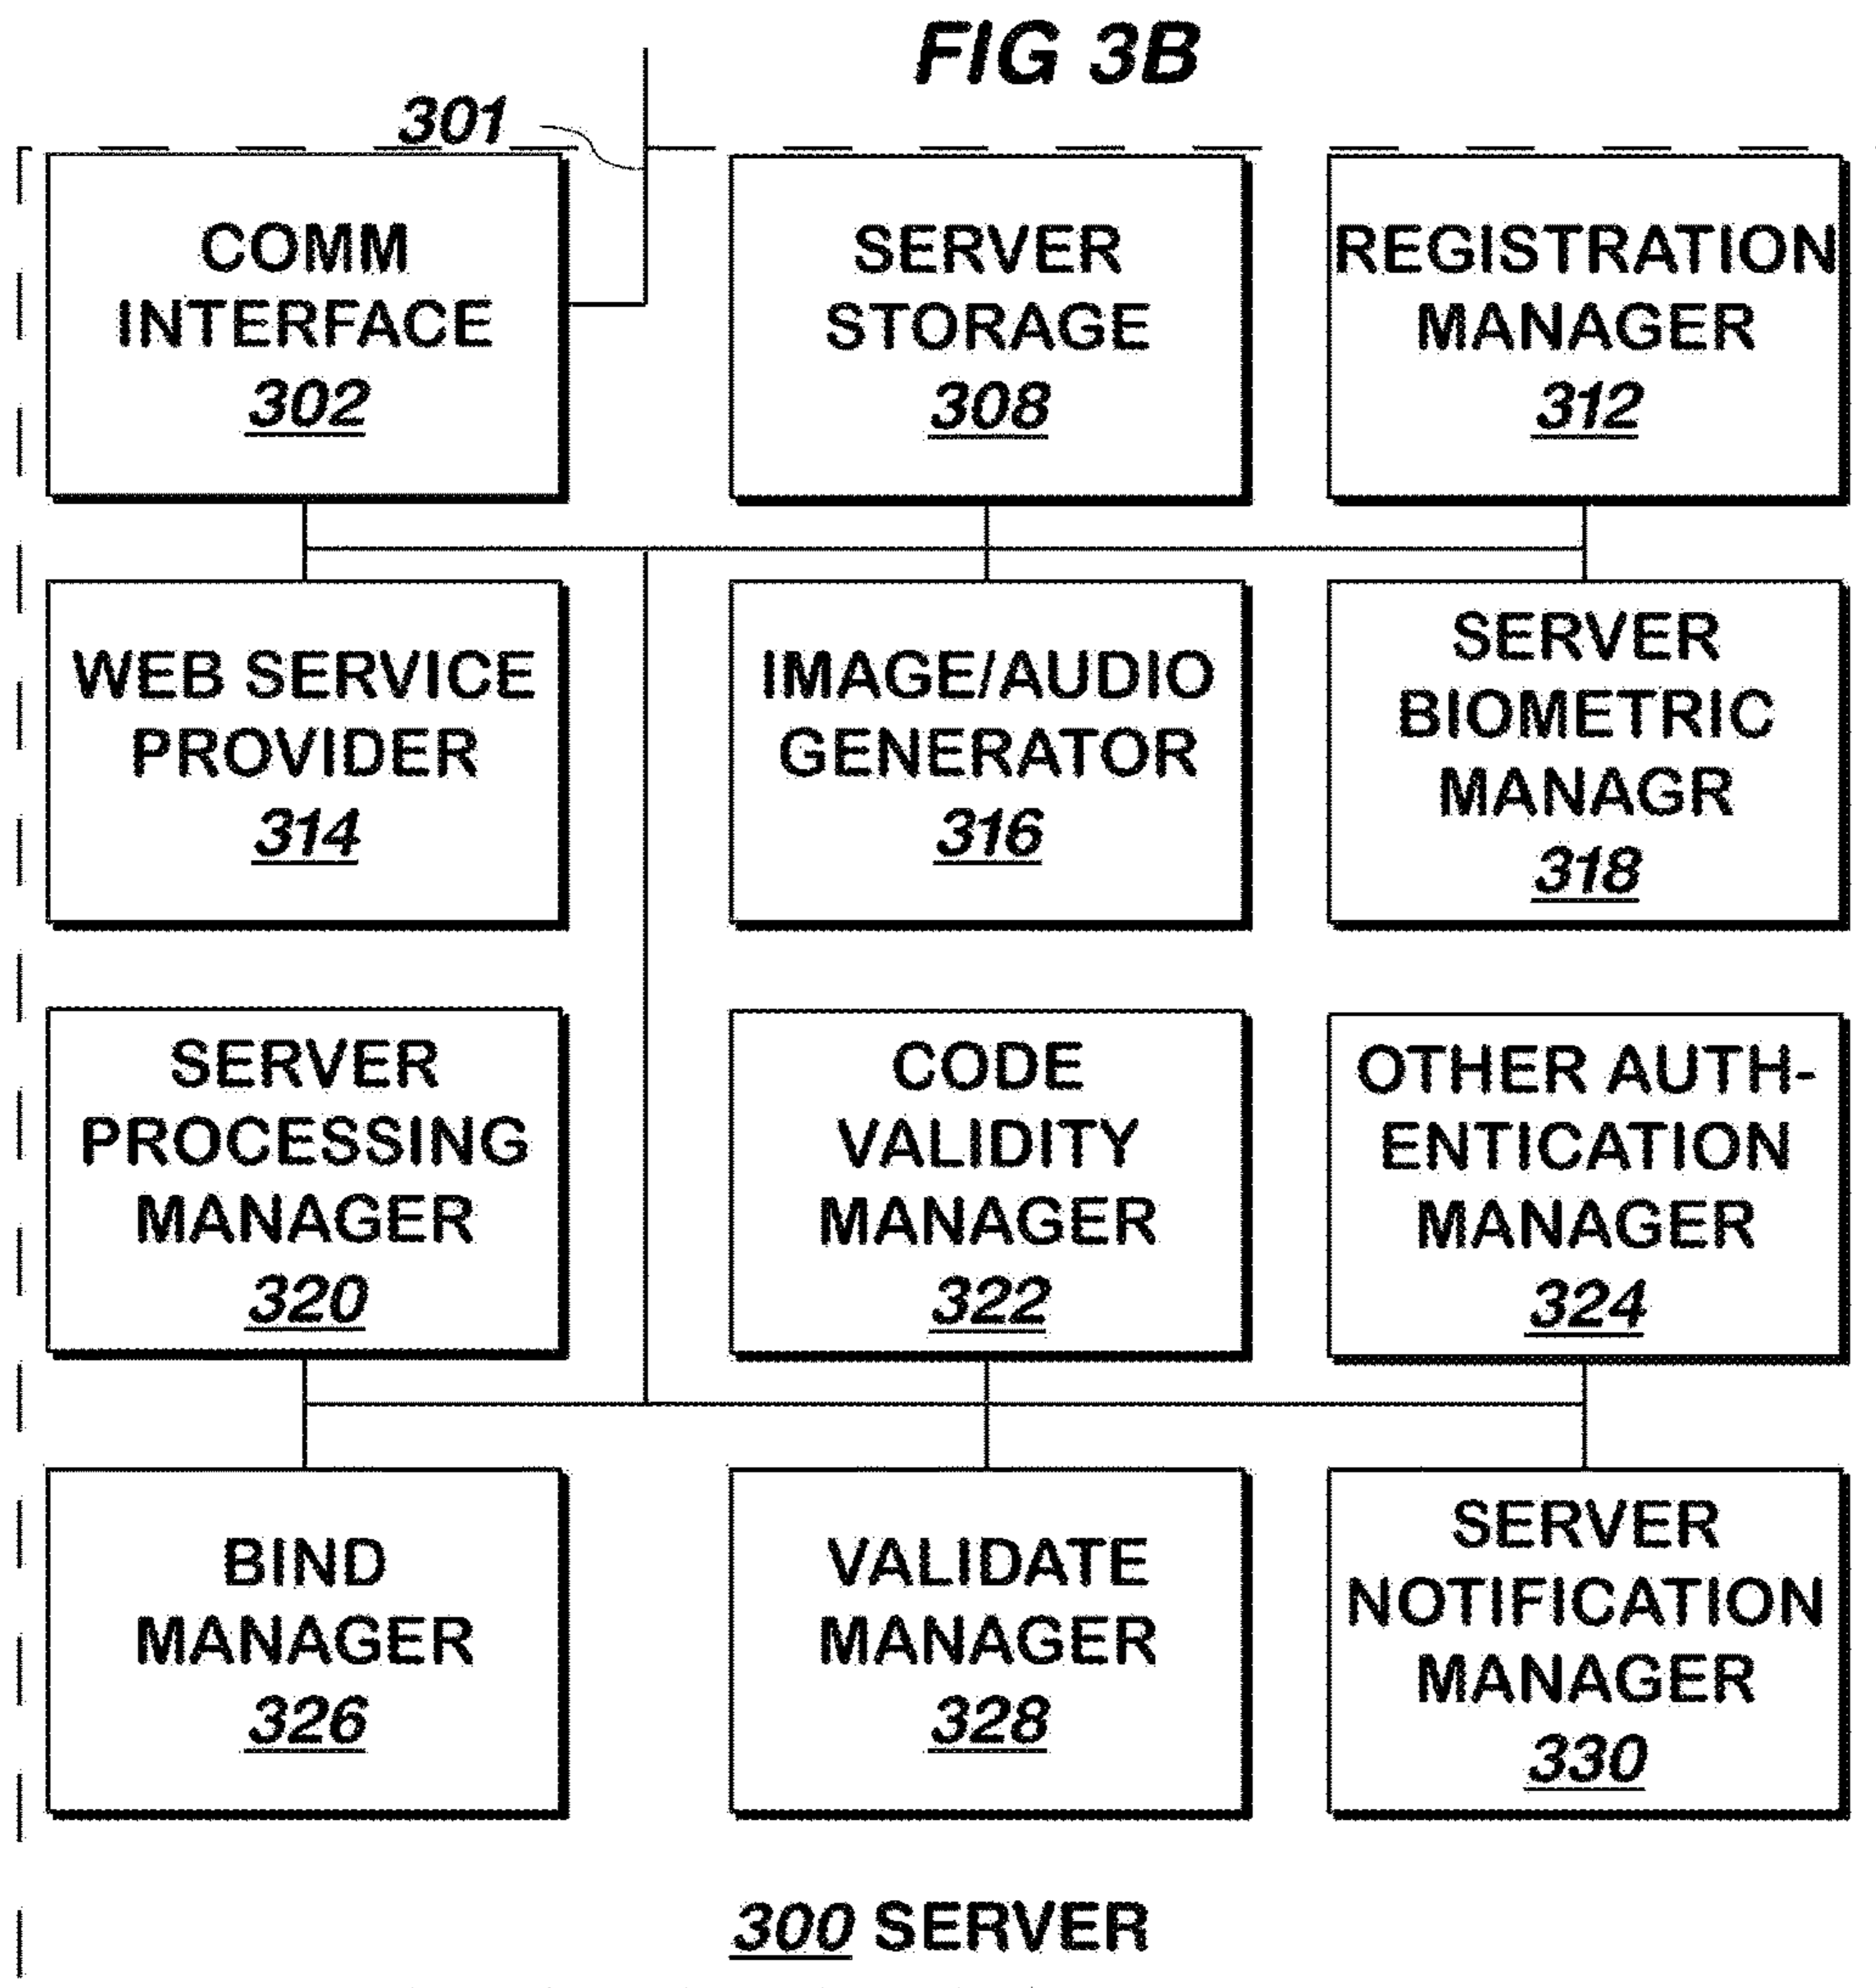 FIG 3B
301
COMM
INTERFACE
302
SERVER
STORAGE
308
REGISTRATION
MANAGER
312
WEB SERVICE
PROVIDER
314
IMAGE/AUDIO
GENERATOR
316
SERVER
BIOMETRIC
MANAGR
318
SERVER
PROCESSING
MANAGER
320
CODE
VALIDITY
MANAGER
322
OTHER AUTH-
ENTICATION
MANAGER
324
BIND
MANAGER
326
VALIDATE
MANAGER
328
SERVER
NOTIFICATION
MANAGER
330
300 SERVER